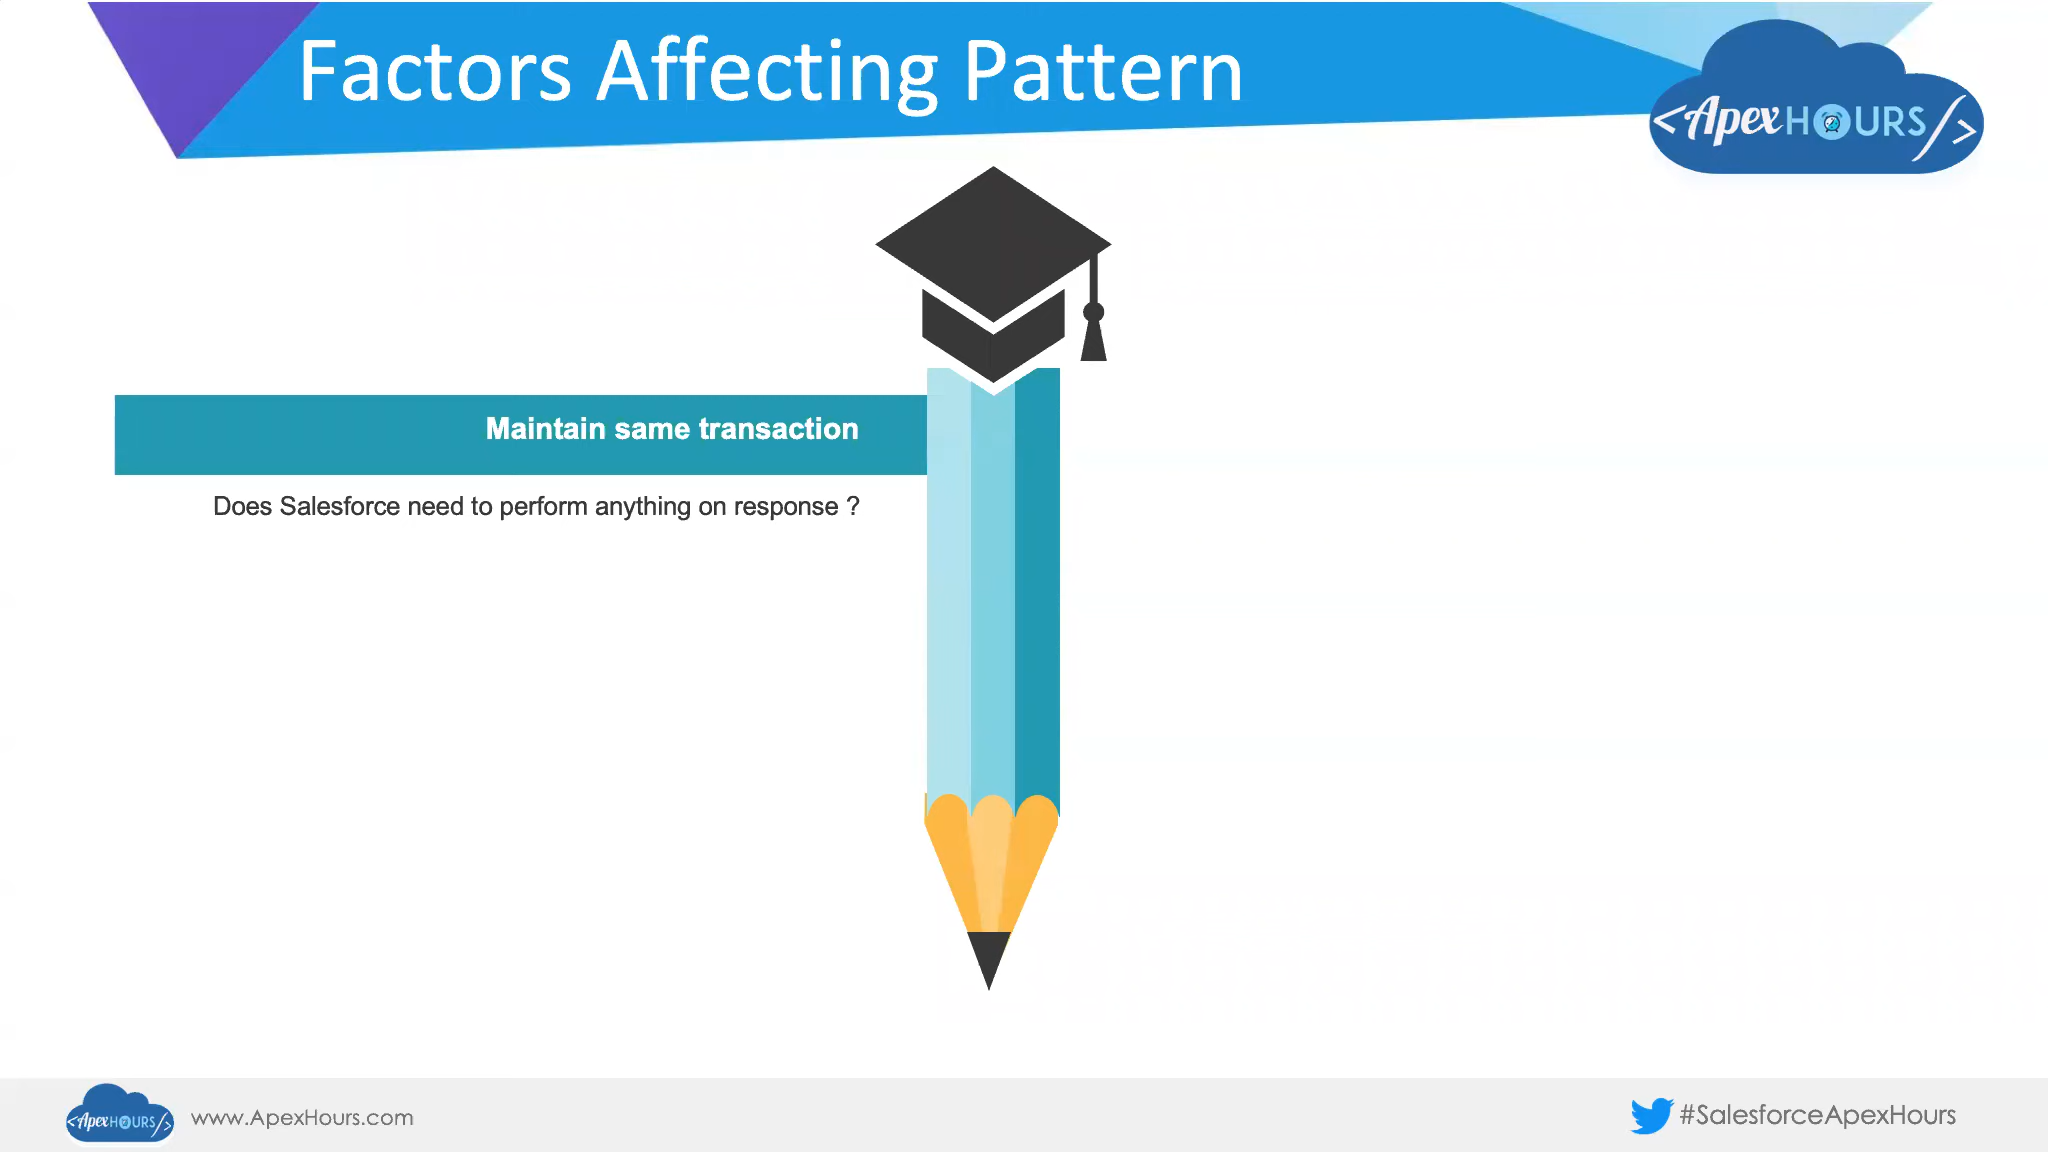 Factors Affecting Pattern
<ApexHOURS/>
Maintain same transaction
Does Salesforce need to perform anything on response ?
<ApexHOURS/>
www.ApexHours.com
#SalesforceApexHours